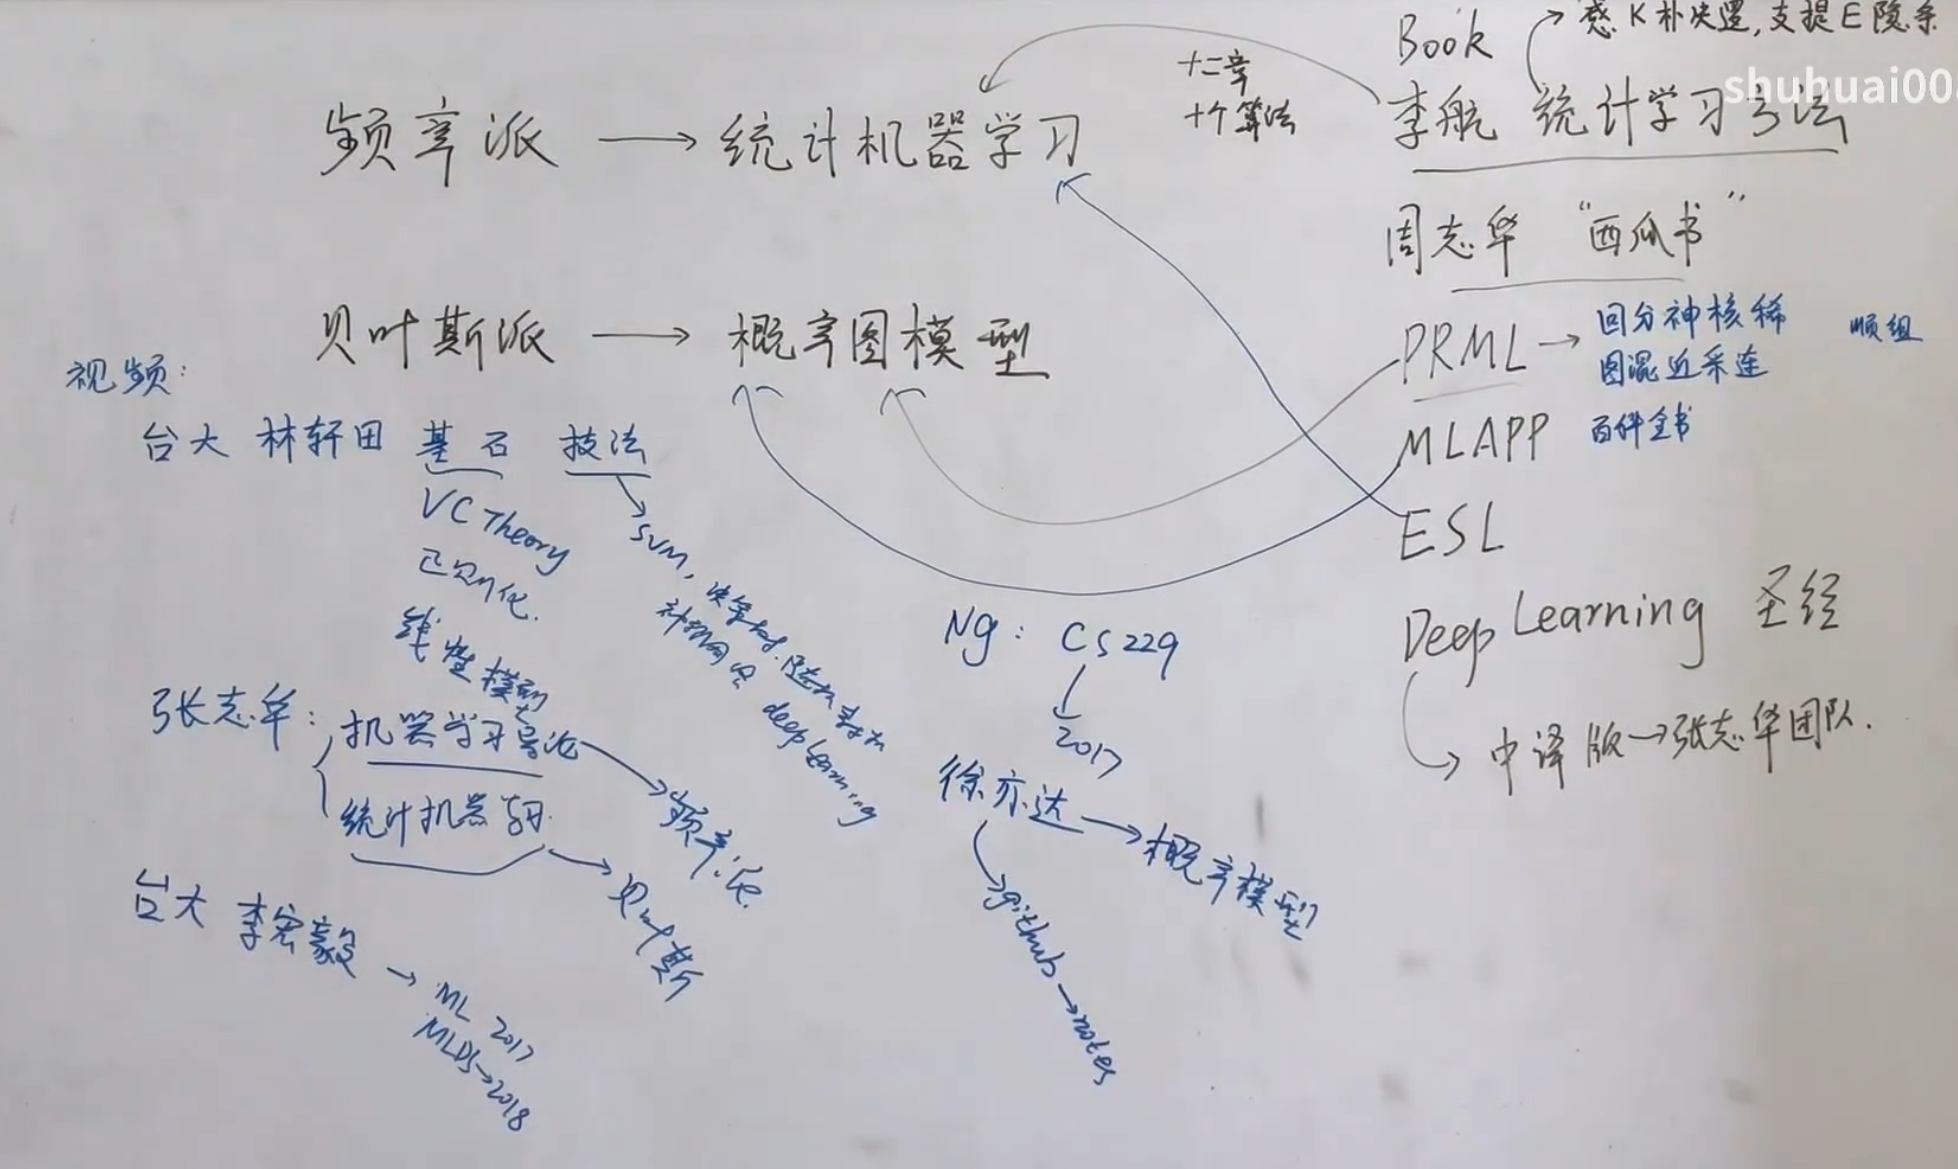 Book
感K朴决逻,支提E隐条
shuhuai00
李航 统计学习方法
十二章
十个算法
频率派 → 统计机器学习
周志华 “西瓜书”
贝叶斯派 → 概率图模型
PRML → 回分神核稀
图混近采连
顺组
MLAPP 百科全书
ESL
Deep Learning 圣经
中译版→张志华团队.
视频:
台大 林轩田 基石 技法
VC Theory
正则化.
线性模型
SVM, 决策树,随机森林
神经网络 deep learning
张志华: 机器学习导论
频率派.
统计机器学习
贝叶斯
台大 李宏毅 → ML 2017
MLDS→2018
Ng: CS229
2017
徐亦达 → 概率模型
github→notes